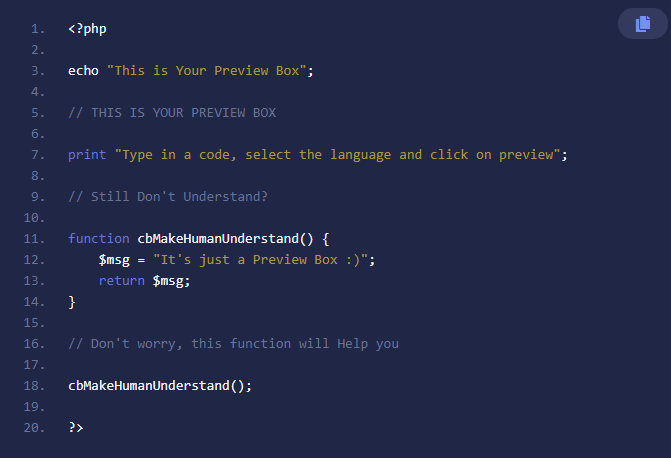 1. <?php
2.
3. echo "This is Your Preview Box";
4.
5. // THIS IS YOUR PREVIEW BOX
6.
7. print "Type in a code, select the language and click on preview";
8.
9. // Still Don't Understand?
10.
11. function cbMakeHumanUnderstand() {
12.     $msg = "It's just a Preview Box :)";
13.     return $msg;
14. }
15.
16. // Don't worry, this function will Help you
17.
18. cbMakeHumanUnderstand();
19.
20. ?>